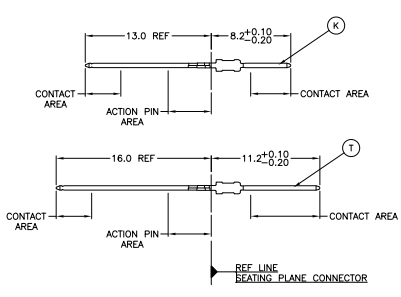 13.0 REF
8.2+0.10 -0.20
K
CONTACT AREA
ACTION PIN AREA
CONTACT AREA
16.0 REF
11.2+0.10 -0.20
T
CONTACT AREA
ACTION PIN AREA
CONTACT AREA
REF LINE
SEATING PLANE CONNECTOR